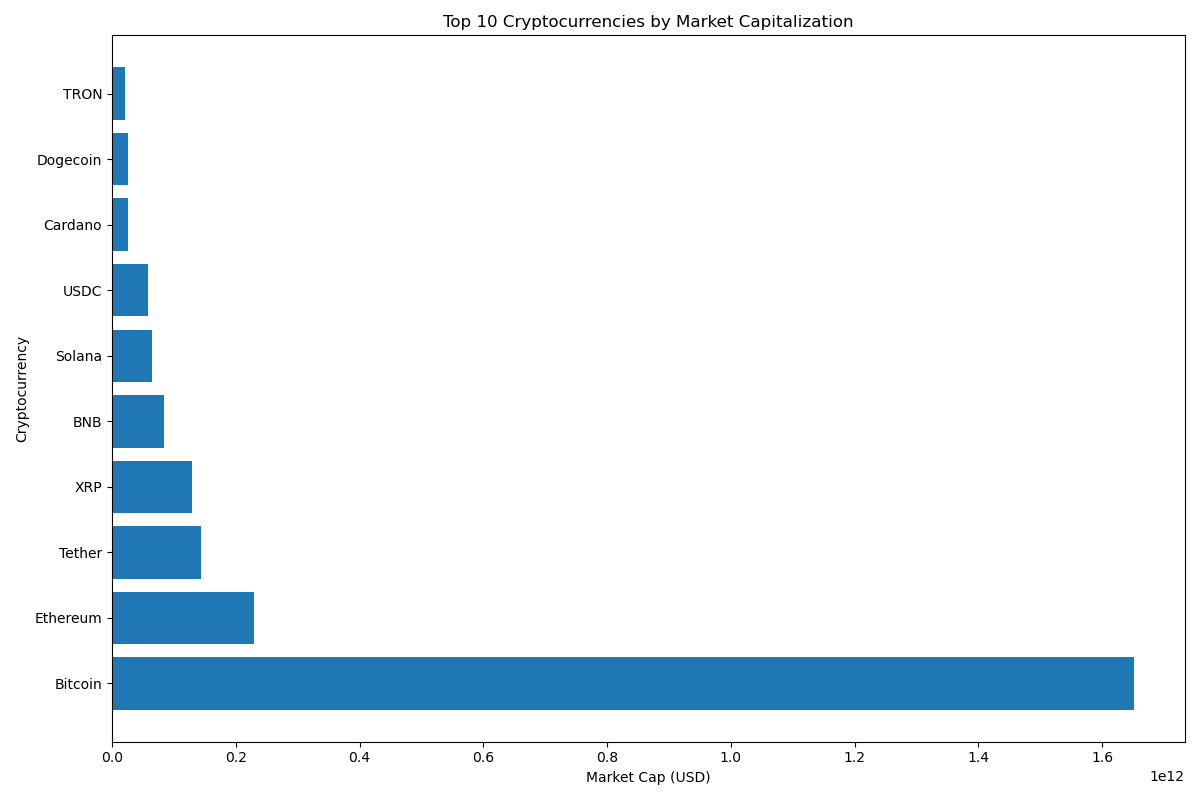 Top 10 Cryptocurrencies by Market Capitalization
TRON
Dogecoin
Cardano
USDC
Solana
BNB
XRP
Tether
Ethereum
Bitcoin
Cryptocurrency
0.0 0.2 0.4 0.6 0.8 1.0 1.2 1.4 1.6
1e12
Market Cap (USD)